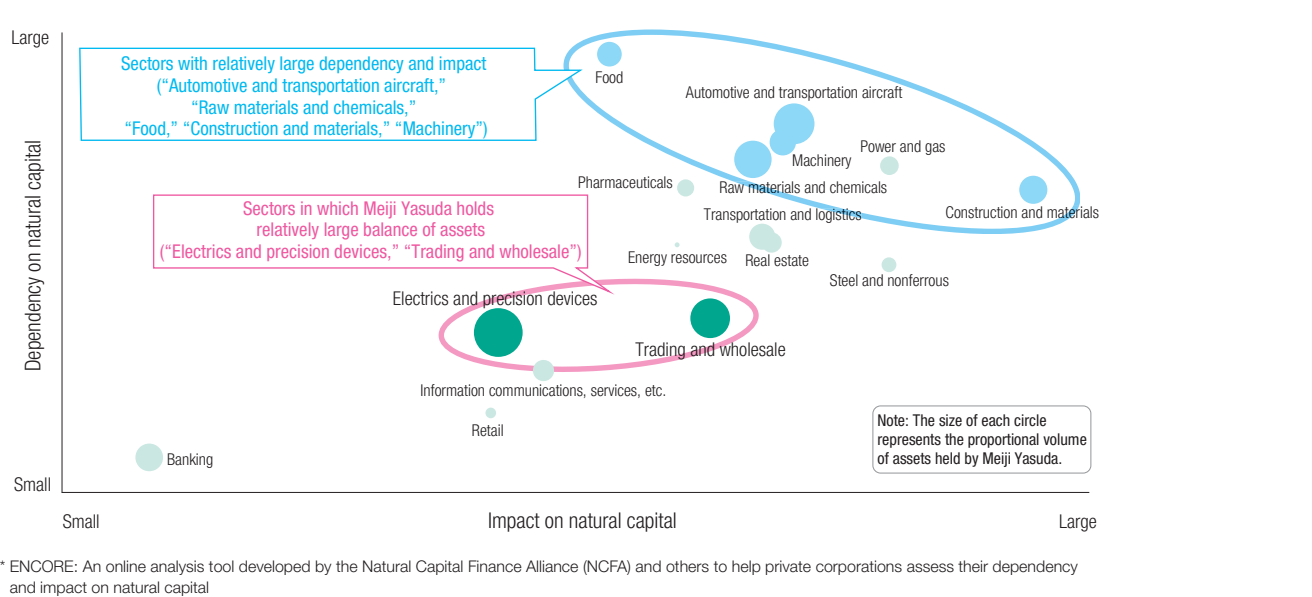 Large
Sectors with relatively large dependency and impact
(“Automotive and transportation aircraft,”
“Raw materials and chemicals,”
“Food,” “Construction and materials,” “Machinery”)
Food
Automotive and transportation aircraft
Power and gas
Machinery
Pharmaceuticals
Raw materials and chemicals
Construction and materials
Sectors in which Meiji Yasuda holds
relatively large balance of assets
(“Electrics and precision devices,” “Trading and wholesale”)
Transportation and logistics
Energy resources
Real estate
Steel and nonferrous
Electrics and precision devices
Trading and wholesale
Information communications, services, etc.
Retail
Banking
Dependency on natural capital
Note: The size of each circle
represents the proportional volume
of assets held by Meiji Yasuda.
Small
Small
Impact on natural capital
Large
* ENCORE: An online analysis tool developed by the Natural Capital Finance Alliance (NCFA) and others to help private corporations assess their dependency
and impact on natural capital